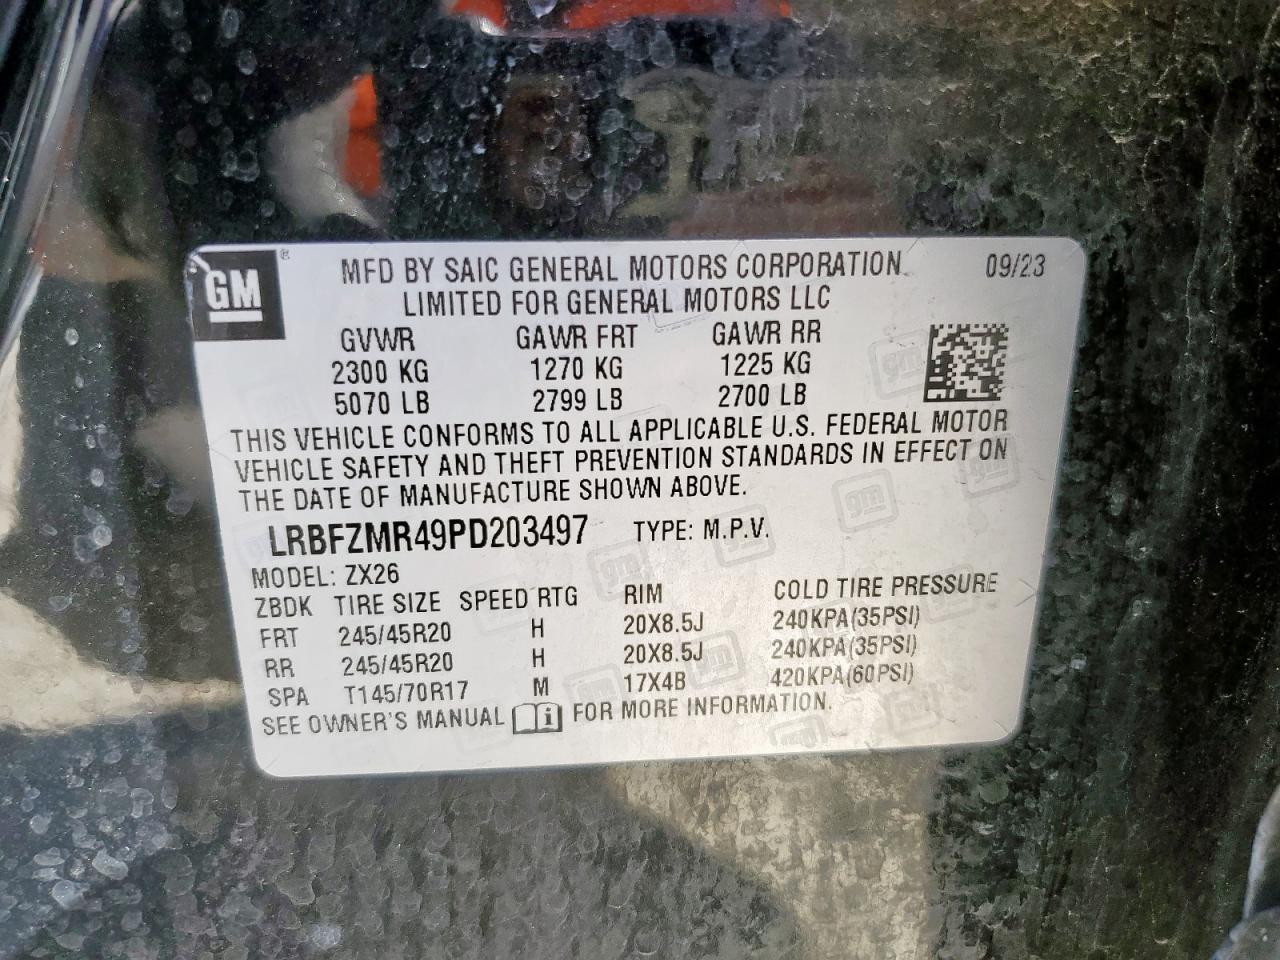 GM ®
MFD BY SAIC GENERAL MOTORS CORPORATION 09/23
LIMITED FOR GENERAL MOTORS LLC
GVWR GAWR FRT GAWR RR
2300 KG 1270 KG 1225 KG
5070 LB 2799 LB 2700 LB
THIS VEHICLE CONFORMS TO ALL APPLICABLE U.S. FEDERAL MOTOR
VEHICLE SAFETY AND THEFT PREVENTION STANDARDS IN EFFECT ON
THE DATE OF MANUFACTURE SHOWN ABOVE.
LRBFZMR49PD203497 TYPE: M.P.V.
MODEL: ZX26
ZBDK TIRE SIZE SPEED RTG RIM COLD TIRE PRESSURE
FRT 245/45R20 H 20X8.5J 240KPA(35PSI)
RR 245/45R20 H 20X8.5J 240KPA(35PSI)
SPA T145/70R17 M 17X4B 420KPA(60PSI)
SEE OWNER'S MANUAL i FOR MORE INFORMATION.